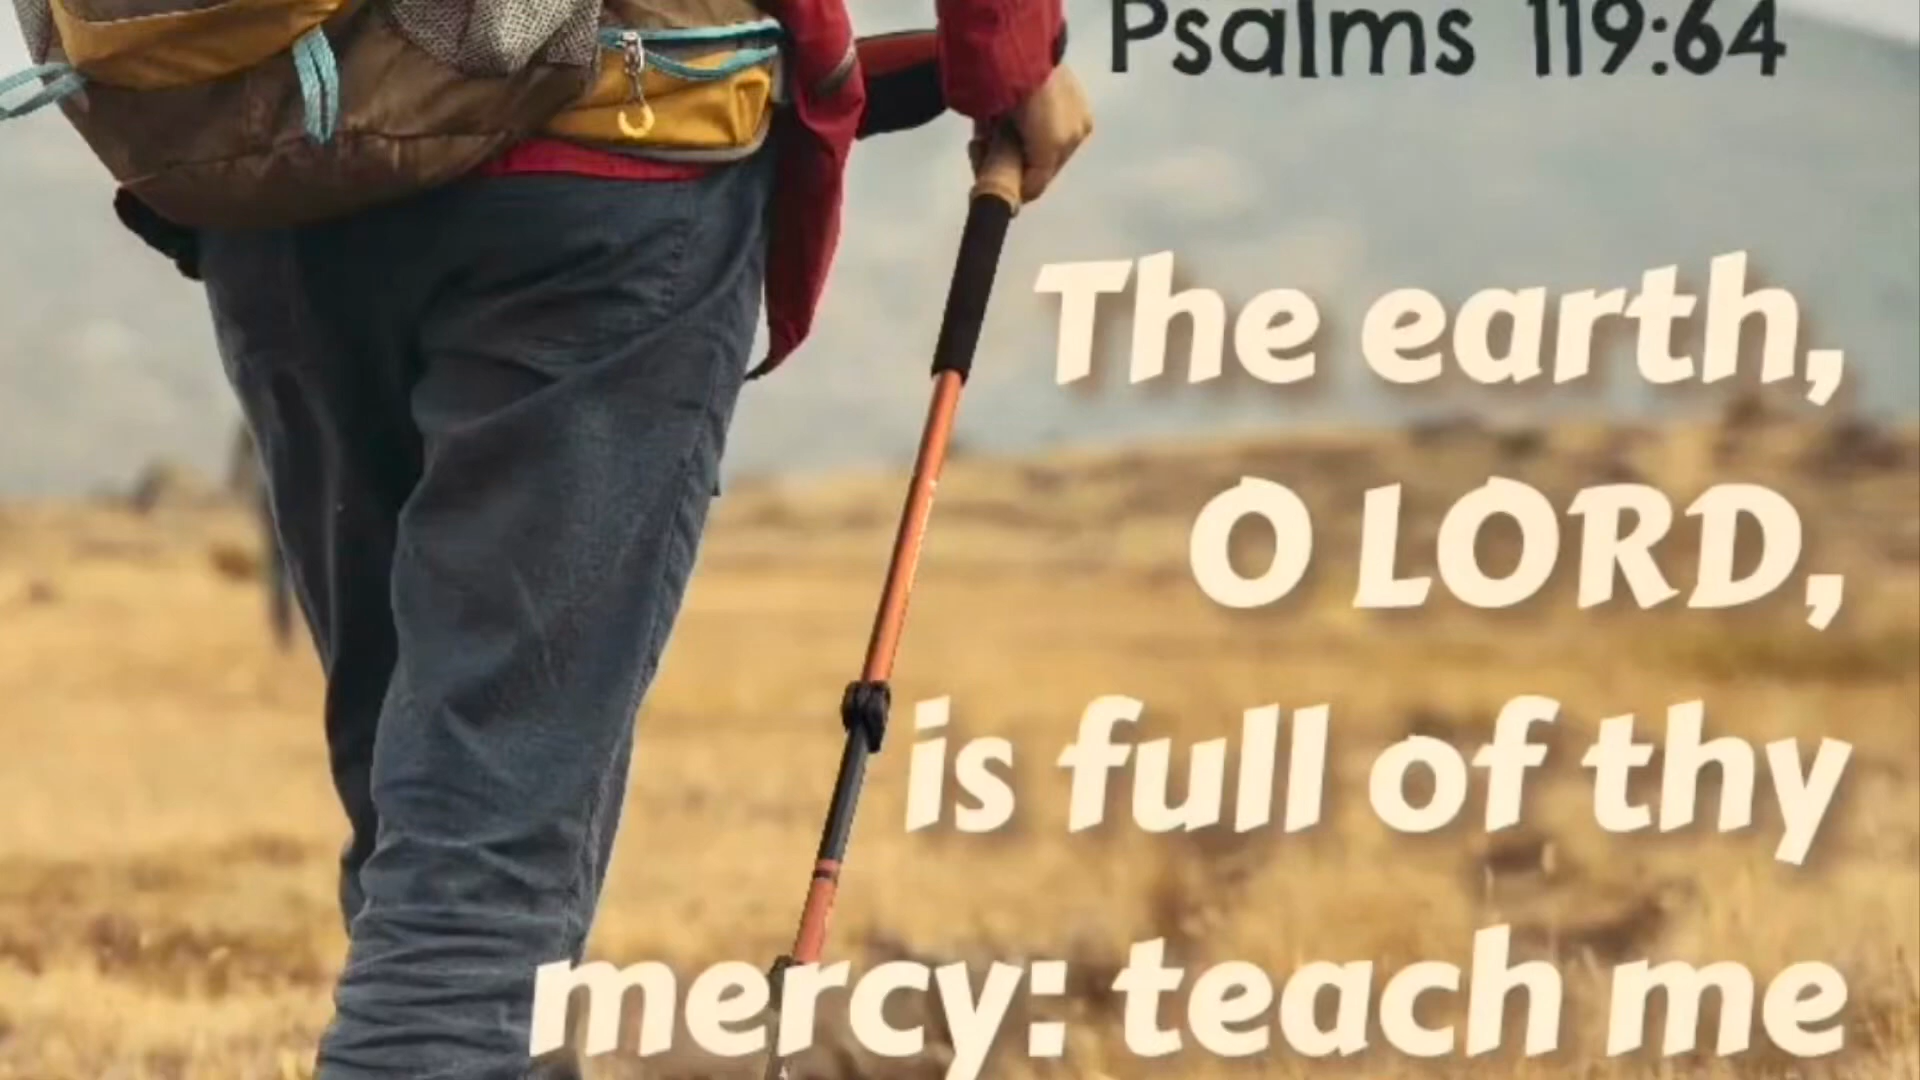 Psalms 119:64
The earth,
O LORD,
is full of thy
mercy: teach me